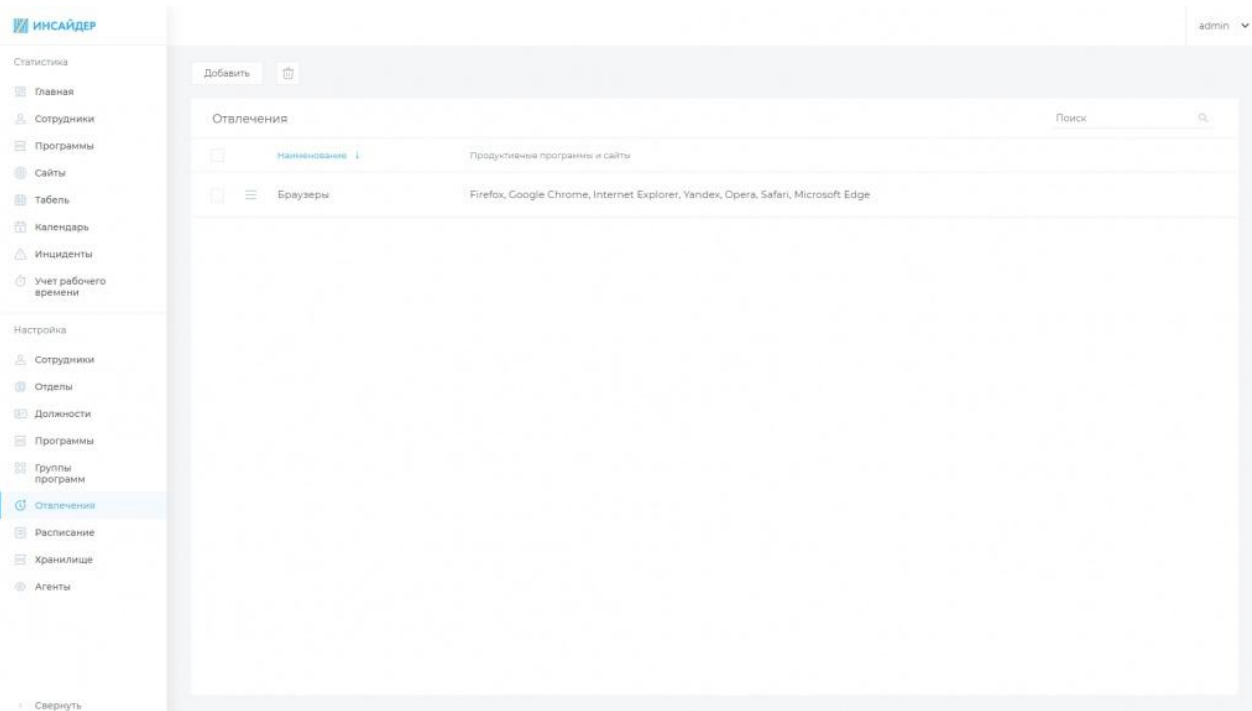 ИНСАЙДЕР
admin
Статистика
Главная
Сотрудники
Программы
Сайты
Табель
Календарь
Инциденты
Учет рабочего
времени
Настройка
Сотрудники
Отделы
Должности
Программы
Группы
программ
Отвлечения
Расписание
Хранилище
Агенты
Свернуть
Добавить
Отвлечения
Поиск
Наименование ↓
Продуктивные программы и сайты
Браузеры
Firefox, Google Chrome, Internet Explorer, Yandex, Opera, Safari, Microsoft Edge